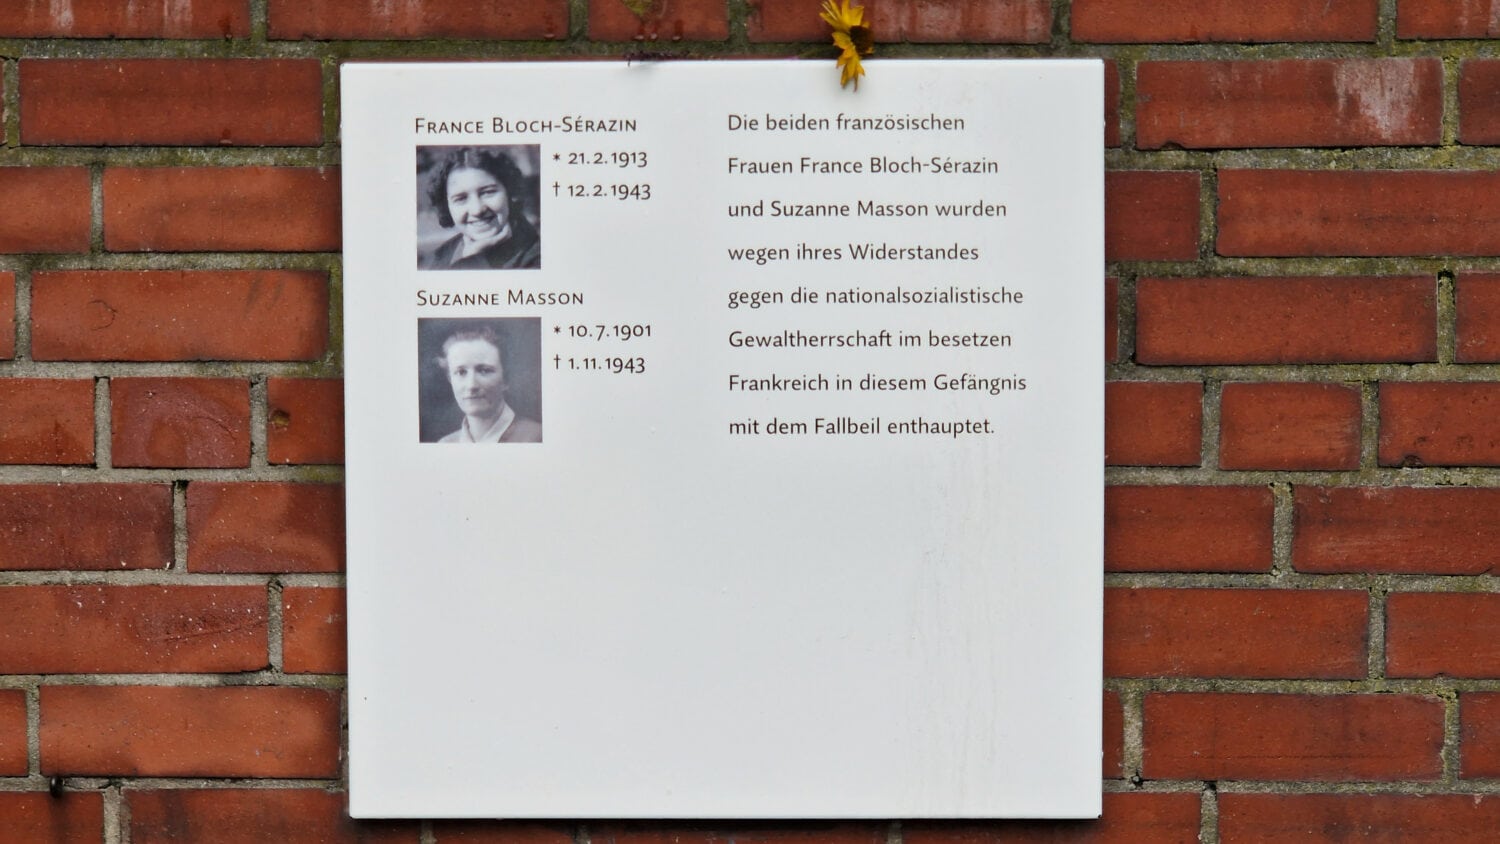 France Bloch-Sérazin
* 21.2.1913
† 12.2.1943
Suzanne Masson
* 10.7.1901
† 1.11.1943
Die beiden französischen
Frauen France Bloch-Sérazin
und Suzanne Masson wurden
wegen ihres Widerstandes
gegen die nationalsozialistische
Gewaltherrschaft im besetzen
Frankreich in diesem Gefängnis
mit dem Fallbeil enthauptet.